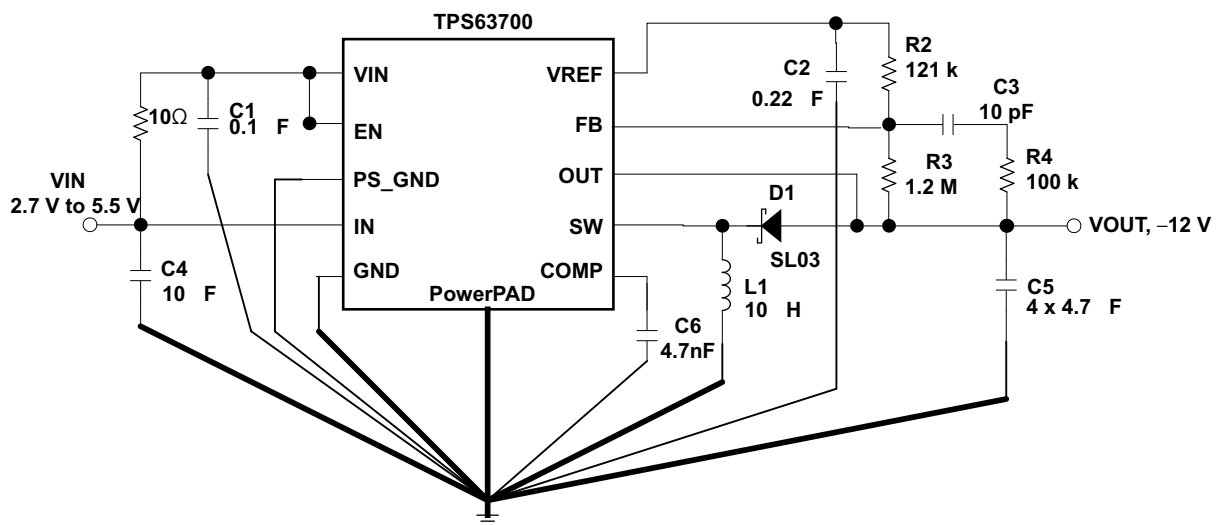 TPS63700
VIN
EN
PS_GND
IN
GND
PowerPAD
VREF
FB
OUT
SW
COMP
10Ω
C1
0.1 F
VIN
2.7 V to 5.5 V
C4
10 F
C2
0.22 F
R2
121 k
C3
10 pF
R3
1.2 M
R4
100 k
D1
SL03
VOUT, –12 V
L1
10 H
C6
4.7nF
C5
4 x 4.7 F